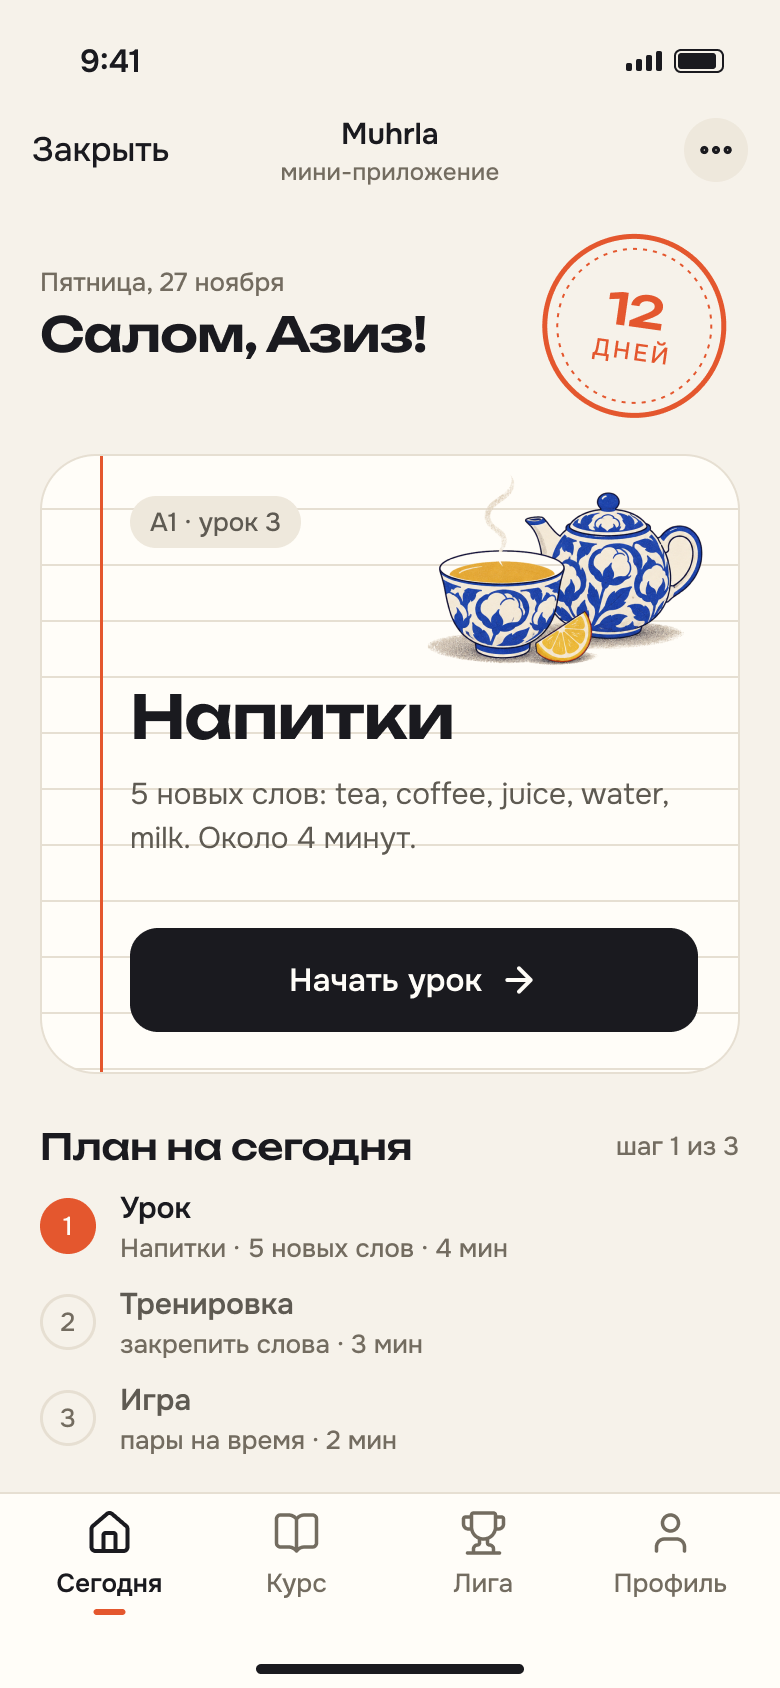 9:41
Закрыть
Muhrla
мини-приложение
Пятница, 27 ноября
Салом, Азиз!
12
ДНЕЙ
A1 · урок 3
Напитки
5 новых слов: tea, coffee, juice, water,
milk. Около 4 минут.
Начать урок →
План на сегодня
шаг 1 из 3
1
Урок
Напитки · 5 новых слов · 4 мин
2
Тренировка
закрепить слова · 3 мин
3
Игра
пары на время · 2 мин
Сегодня
Курс
Лига
Профиль